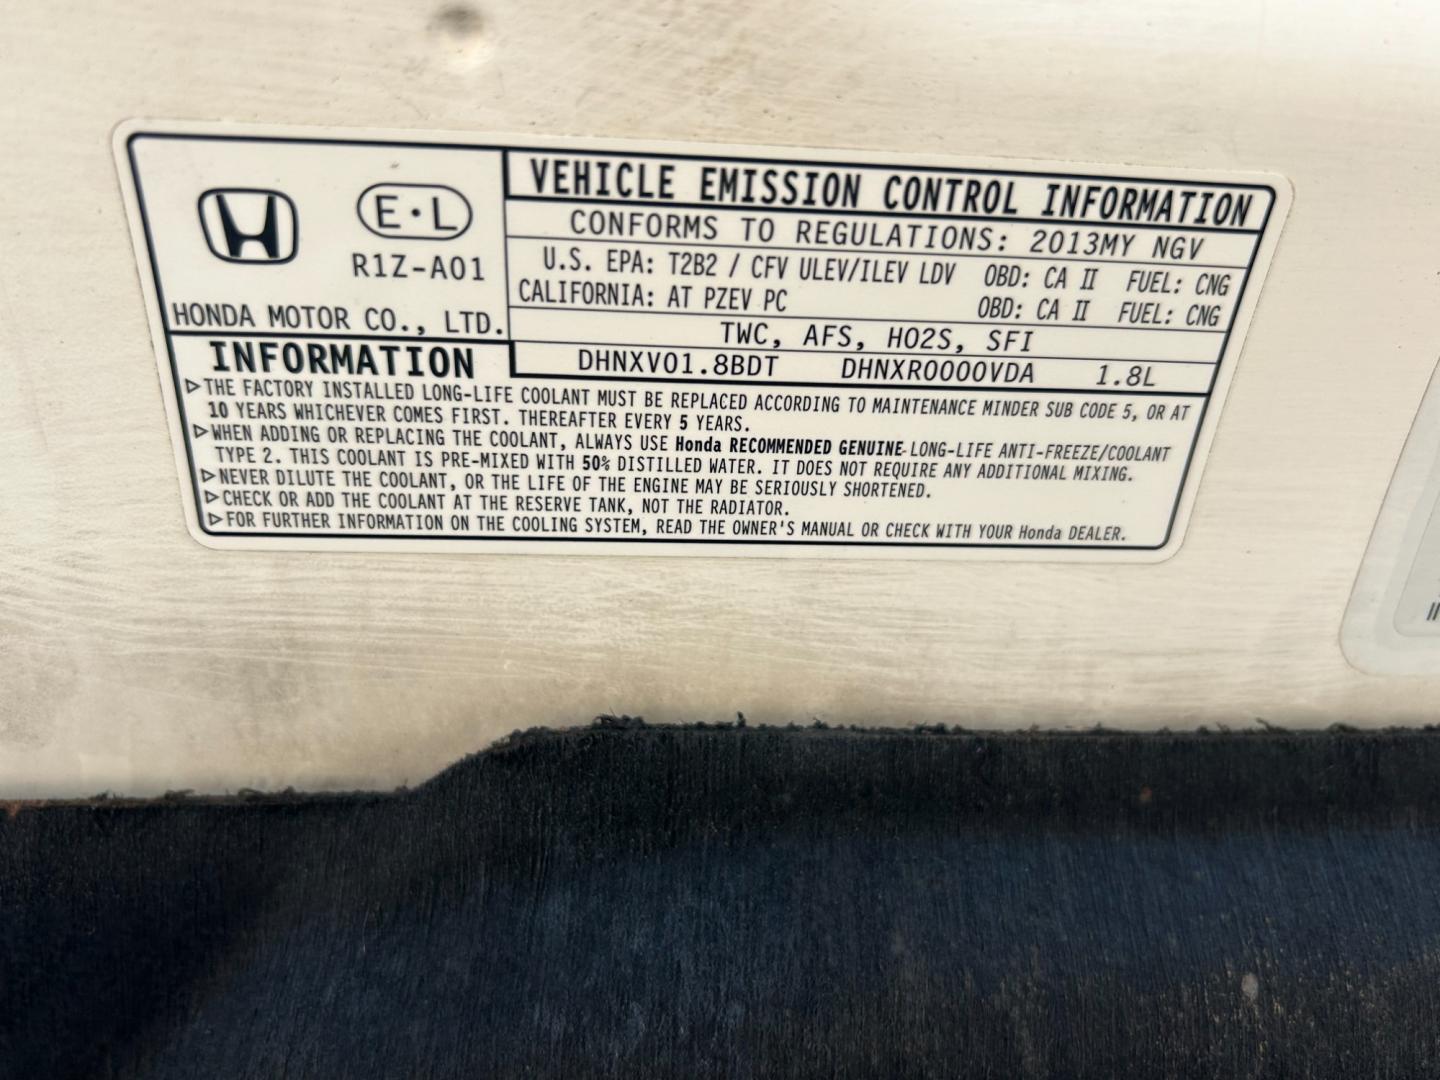 E·L
R1Z-A01
HONDA MOTOR CO., LTD.
VEHICLE EMISSION CONTROL INFORMATION
CONFORMS TO REGULATIONS: 2013MY NGV
U.S. EPA: T2B2 / CFV ULEV/ILEV LDV OBD: CA II FUEL: CNG
CALIFORNIA: AT PZEV PC OBD: CA II FUEL: CNG
TWC, AFS, HO2S, SFI
DHNXV01.8BDT DHNXR0000VDA 1.8L
INFORMATION
▷THE FACTORY INSTALLED LONG-LIFE COOLANT MUST BE REPLACED ACCORDING TO MAINTENANCE MINDER SUB CODE 5, OR AT
10 YEARS WHICHEVER COMES FIRST. THEREAFTER EVERY 5 YEARS.
▷WHEN ADDING OR REPLACING THE COOLANT, ALWAYS USE Honda RECOMMENDED GENUINE LONG-LIFE ANTI-FREEZE/COOLANT
TYPE 2. THIS COOLANT IS PRE-MIXED WITH 50% DISTILLED WATER. IT DOES NOT REQUIRE ANY ADDITIONAL MIXING.
▷NEVER DILUTE THE COOLANT, OR THE LIFE OF THE ENGINE MAY BE SERIOUSLY SHORTENED.
▷CHECK OR ADD THE COOLANT AT THE RESERVE TANK, NOT THE RADIATOR.
▷FOR FURTHER INFORMATION ON THE COOLING SYSTEM, READ THE OWNER'S MANUAL OR CHECK WITH YOUR Honda DEALER.